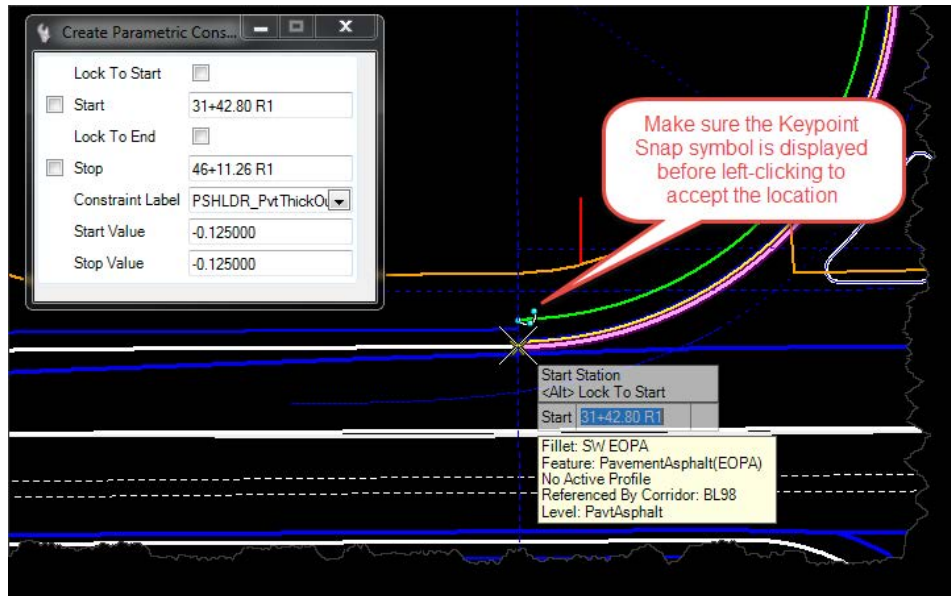 Create Parametric Cons...
Lock To Start
Start 31+42.80 R1
Lock To End
Stop 46+11.26 R1
Constraint Label PSHLDR_PvtThickOu
Start Value -0.125000
Stop Value -0.125000
Make sure the Keypoint
Snap symbol is displayed
before left-clicking to
accept the location
Start Station
<Alt> Lock To Start
Start 31+42.80 R1
Fillet: SW EOPA
Feature: PavementAsphalt(EOPA)
No Active Profile
Referenced By Corridor: BL98
Level: PavtAsphalt